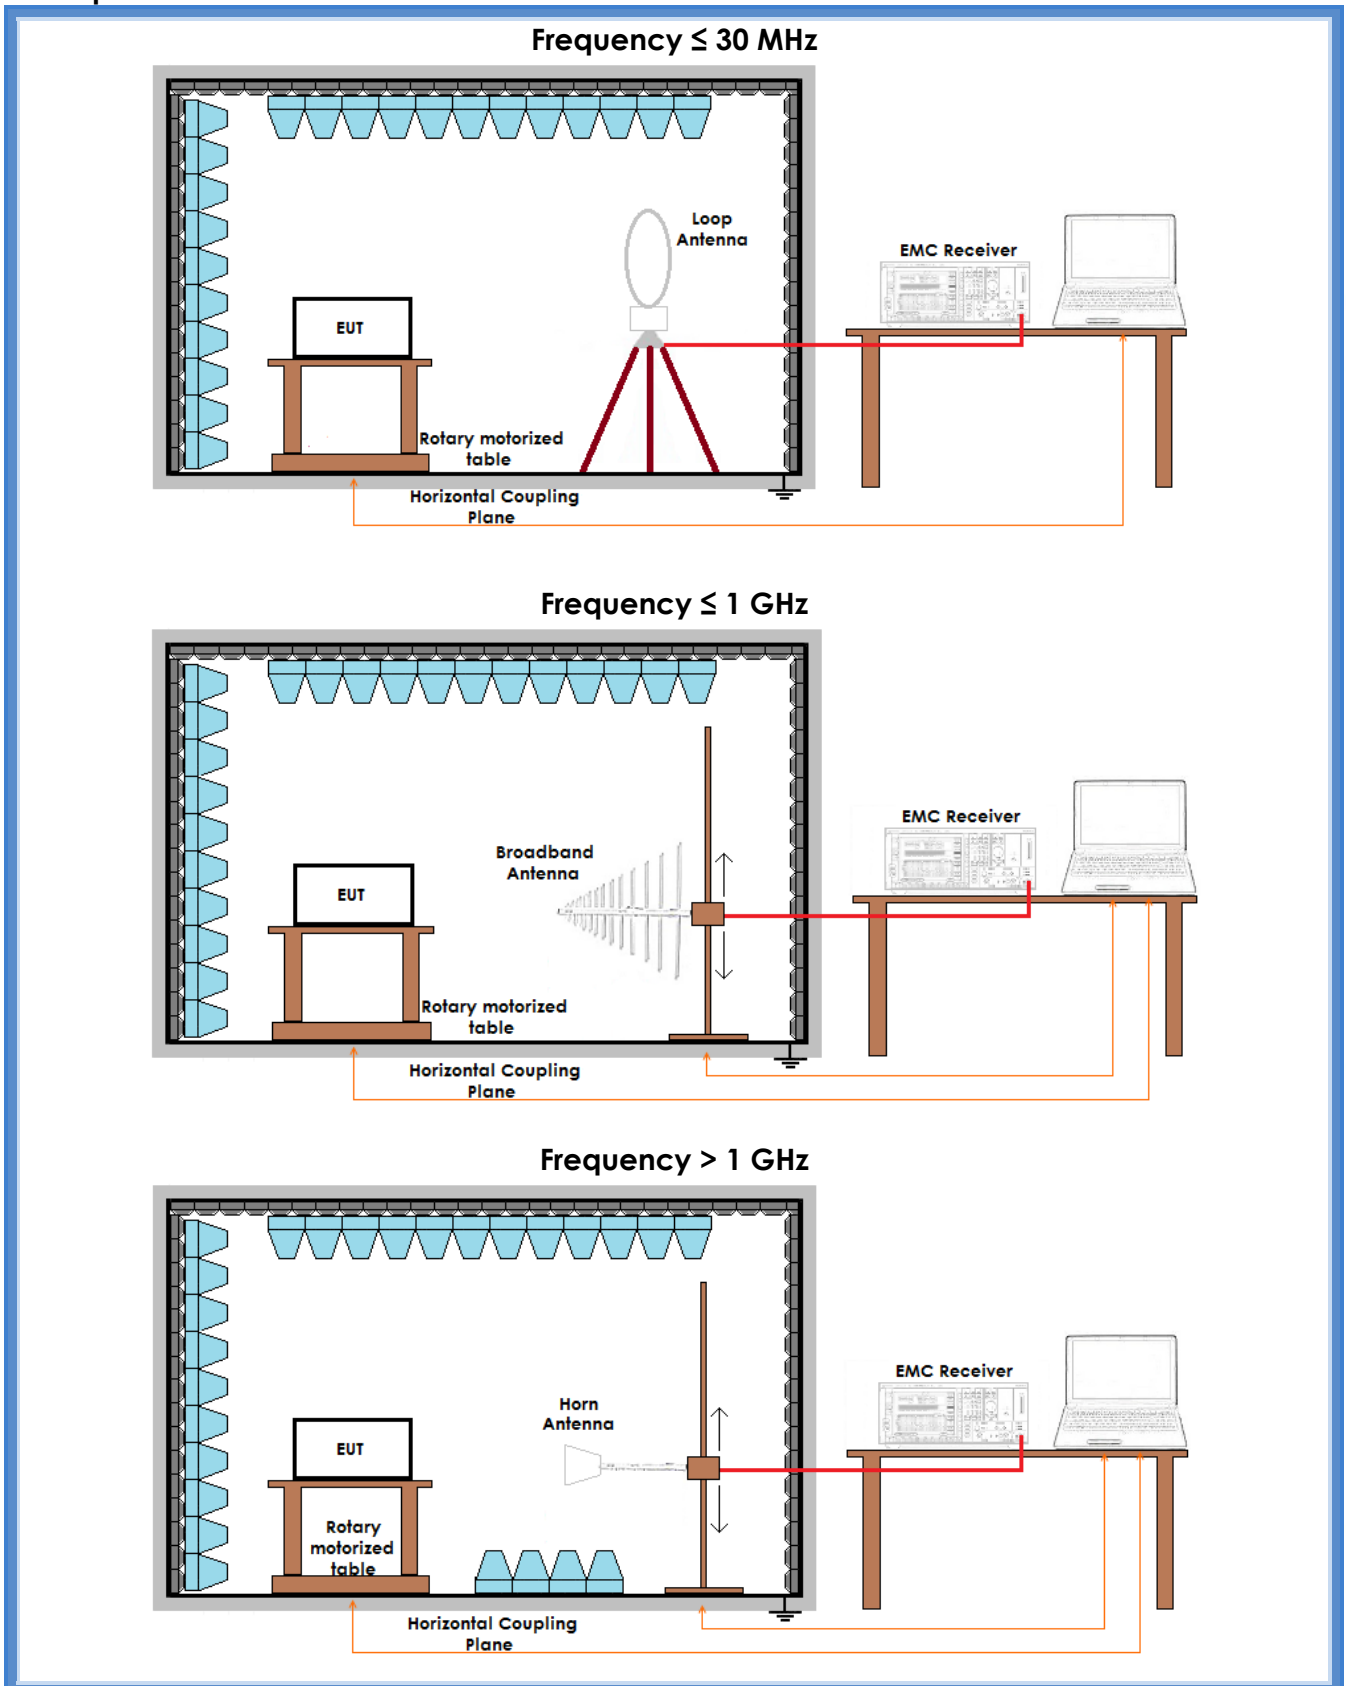 Frequency ≤ 30 MHz
Loop
Antenna
EMC Receiver
EUT
Rotary motorized
table
Horizontal Coupling
Plane
Frequency ≤ 1 GHz
EMC Receiver
Broadband
Antenna
EUT
Rotary motorized
table
Horizontal Coupling
Plane
Frequency > 1 GHz
EMC Receiver
Horn
Antenna
EUT
Rotary
motorized
table
Horizontal Coupling
Plane